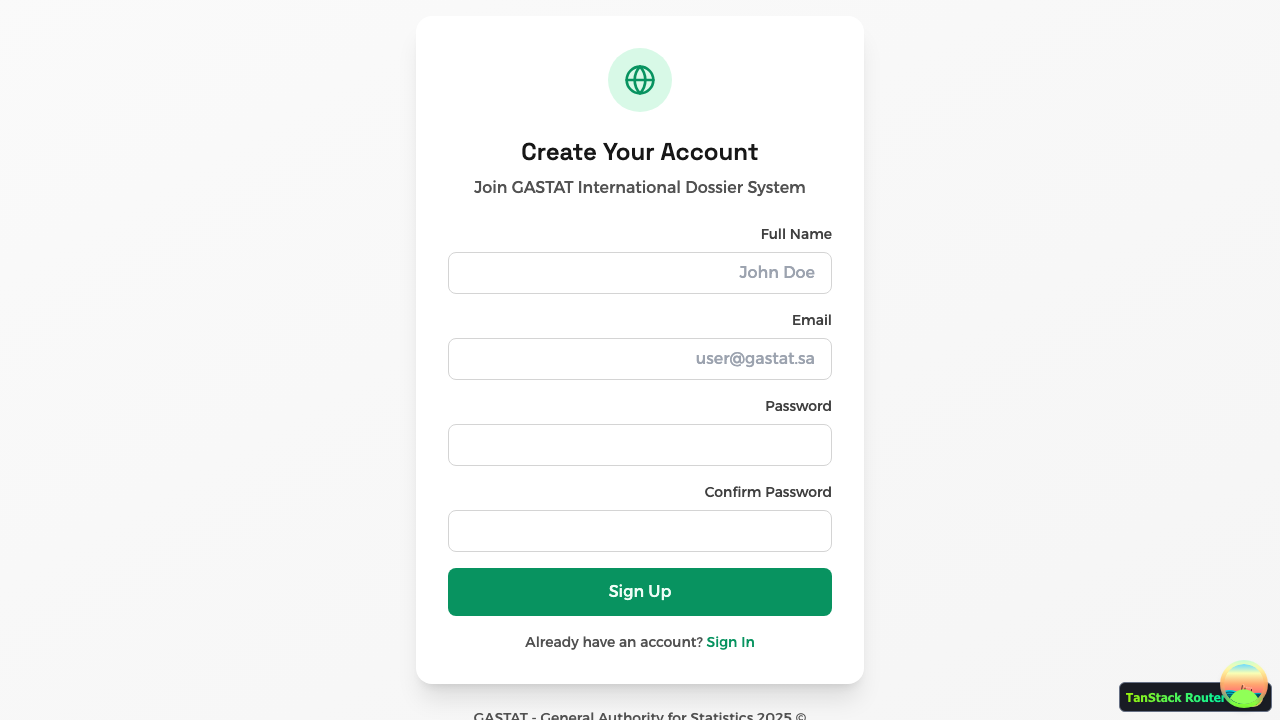 Create Your Account
Join GASTAT International Dossier System
Full Name
John Doe
Email
user@gastat.sa
Password
Confirm Password
Sign Up
Already have an account? Sign In
GASTAT - General Authority for Statistics 2025 ©
TanStack Router